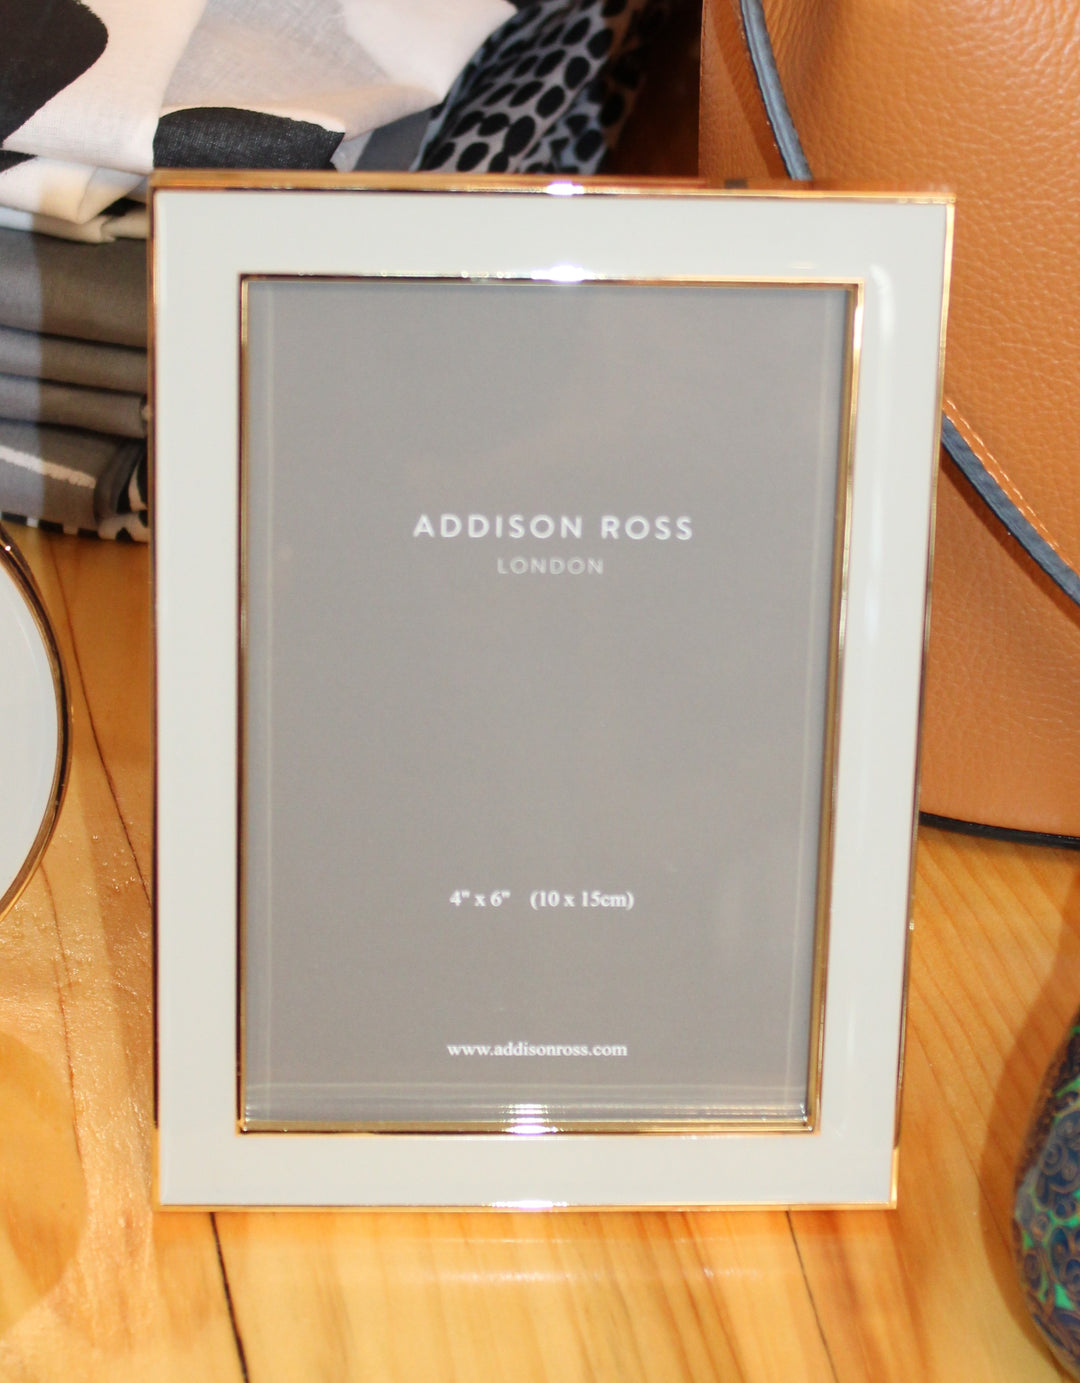 ADDISON ROSS
LONDON
4" x 6" (10 x 15cm)
www.addisonross.com